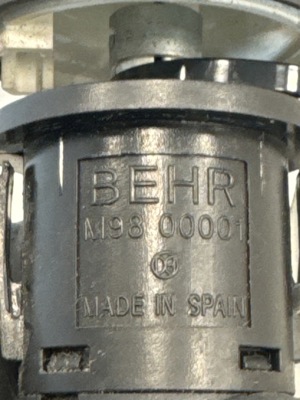 BEHR
M98 00001
03
MADE IN SPAIN